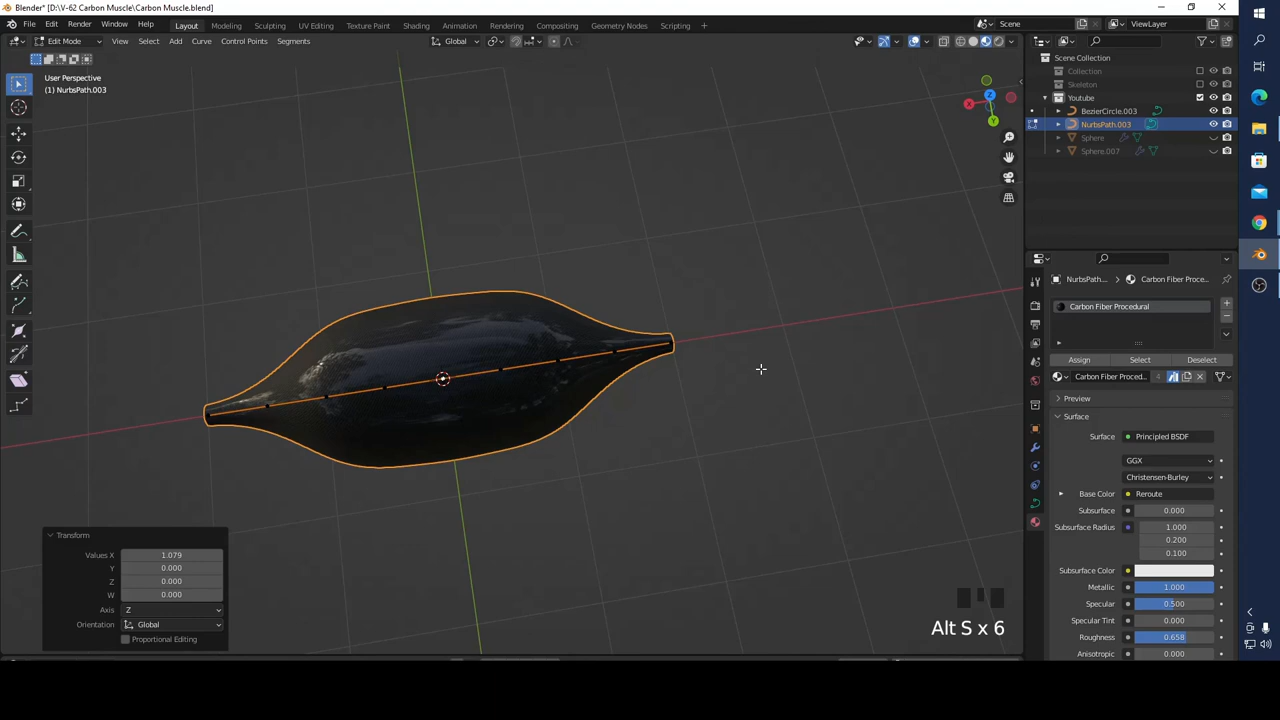 Blender* [D:\V-62 Carbon Muscle\Carbon Muscle.blend]
File Edit Render Window Help Layout Modeling Sculpting UV Editing Texture Paint Shading Animation Rendering Compositing Geometry Nodes Scripting + Scene ViewLayer
Edit Mode View Select Add Curve Control Points Segments Global
User Perspective
(1) NurbsPath.003
Scene Collection
Collection
Skeleton
Youtube
BezierCircle.003
NurbsPath.003
Sphere
Sphere.007
X
Y
Z
NurbsPath... Carbon Fiber Proce...
Carbon Fiber Procedural
Assign Select Deselect
Carbon Fiber Proced... 4
Preview
Surface
Surface Principled BSDF
GGX
Christensen-Burley
Base Color Reroute
Subsurface 0.000
Subsurface Radius 1.000
0.200
0.100
Subsurface Color
Metallic 1.000
Specular 0.500
Specular Tint 0.000
Roughness 0.658
Anisotropic 0.000
Transform
Values X 1.079
Y 0.000
Z 0.000
W 0.000
Axis Z
Orientation Global
Proportional Editing
Alt S x 6